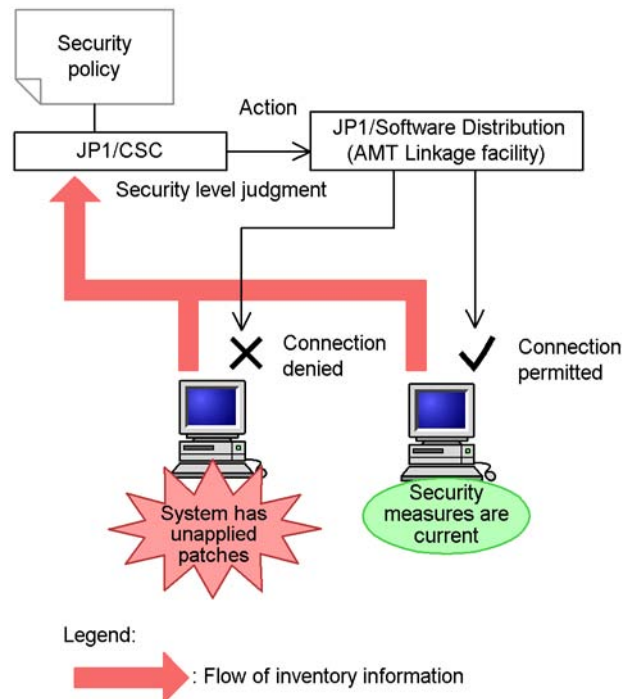 Security
policy
Action
JP1/CSC
JP1/Software Distribution
(AMT Linkage facility)
Security level judgment
Connection
denied
Connection
permitted
System has
unapplied
patches
Security
measures are
current
Legend:
: Flow of inventory information